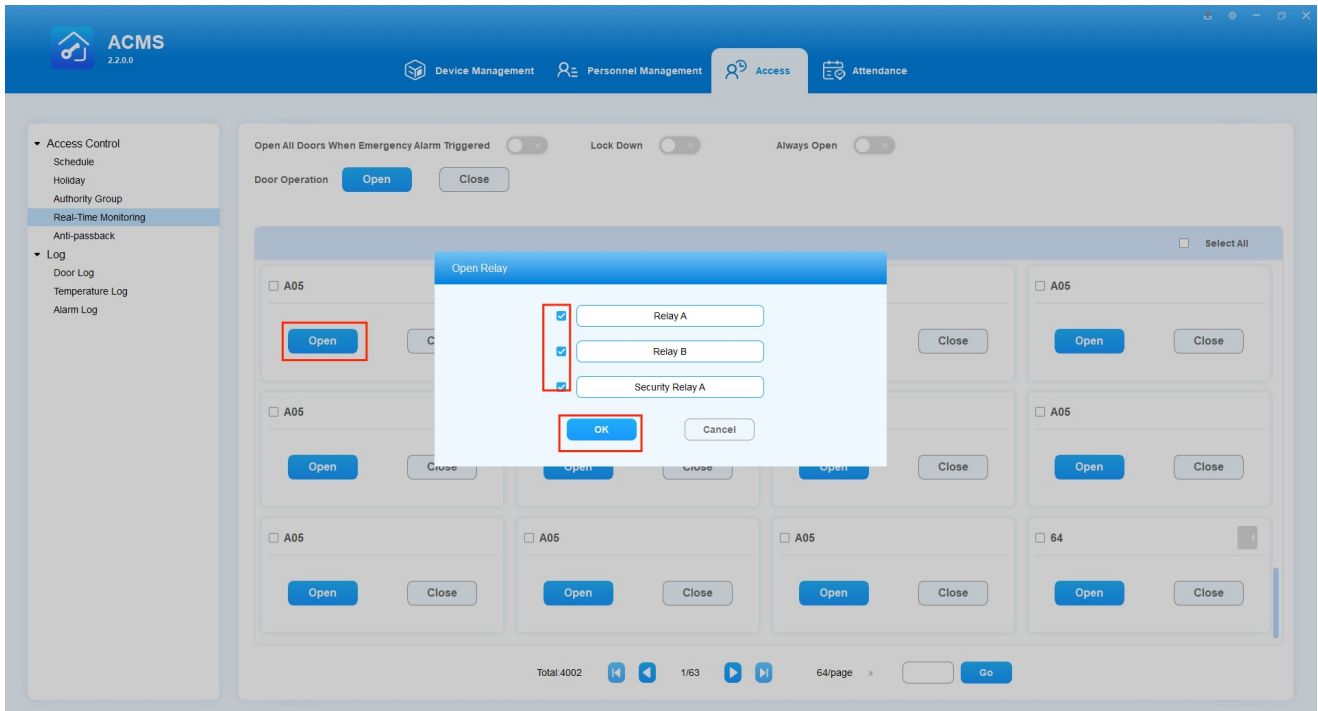 ACMS
2.2.0.0
Device Management
Personnel Management
Access
Attendance
Access Control
Schedule
Holiday
Authority Group
Real-Time Monitoring
Anti-passback
Log
Door Log
Temperature Log
Alarm Log
Open All Doors When Emergency Alarm Triggered
Lock Down
Always Open
Door Operation
Open
Close
Select All
Open Relay
Relay A
Relay B
Security Relay A
OK
Cancel
A05
A05
Open
Close
Open
Close
A05
A05
Open
Close
Open
Close
Open
Close
Open
Close
A05
A05
A05
64
Open
Close
Open
Close
Open
Close
Open
Close
Total:4002
1/63
64/page
Go